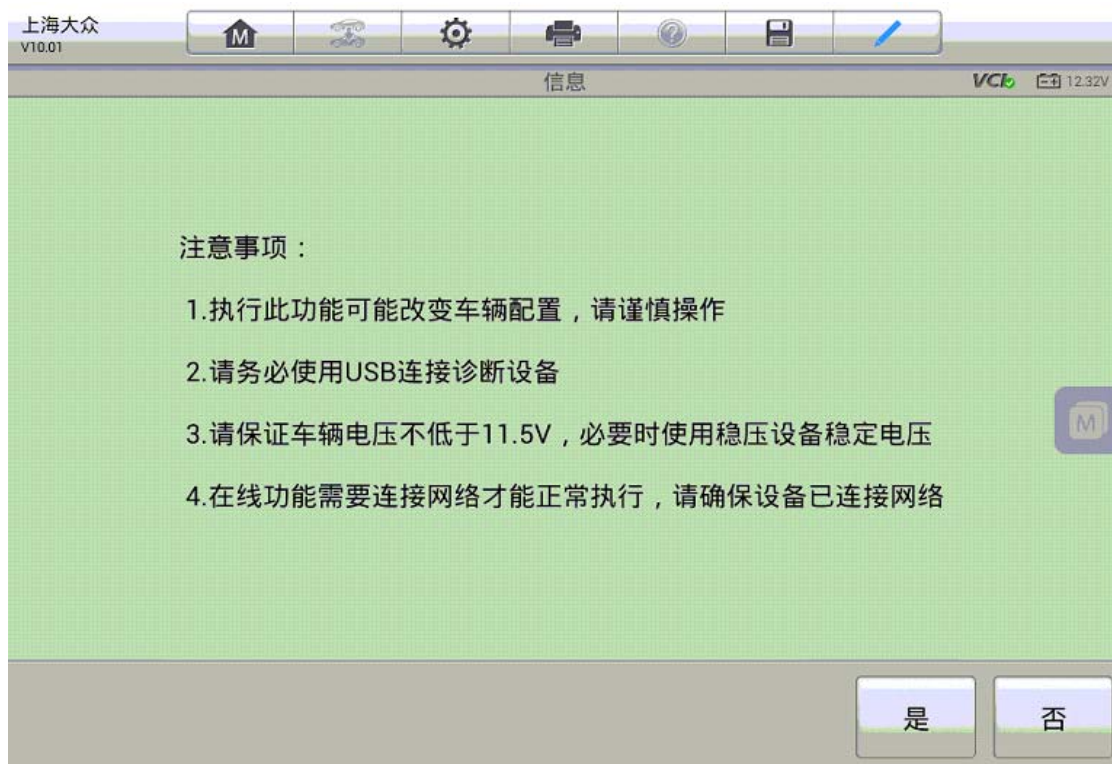 上海大众
V10.01
M
信息
VCI
12.32V
注意事项：
1.执行此功能可能改变车辆配置，请谨慎操作
2.请务必使用USB连接诊断设备
3.请保证车辆电压不低于11.5V，必要时使用稳压设备稳定电压
M
4.在线功能需要连接网络才能正常执行，请确保设备已连接网络
是
否